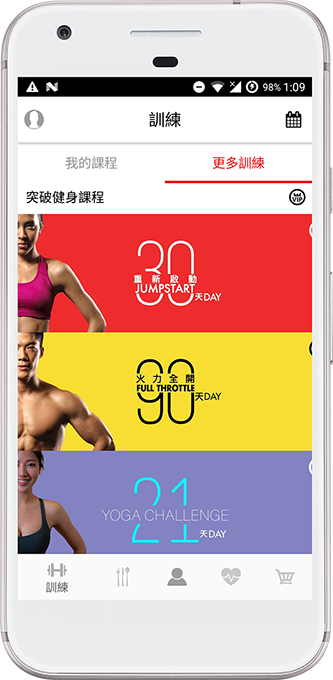 98% 1:09
訓練
我的課程 更多訓練
突破健身課程
VIP
30
重新啟動
JUMPSTART
天DAY
90
火力全開
FULL THROTTLE
天DAY
21
YOGA CHALLENGE
天DAY
訓練